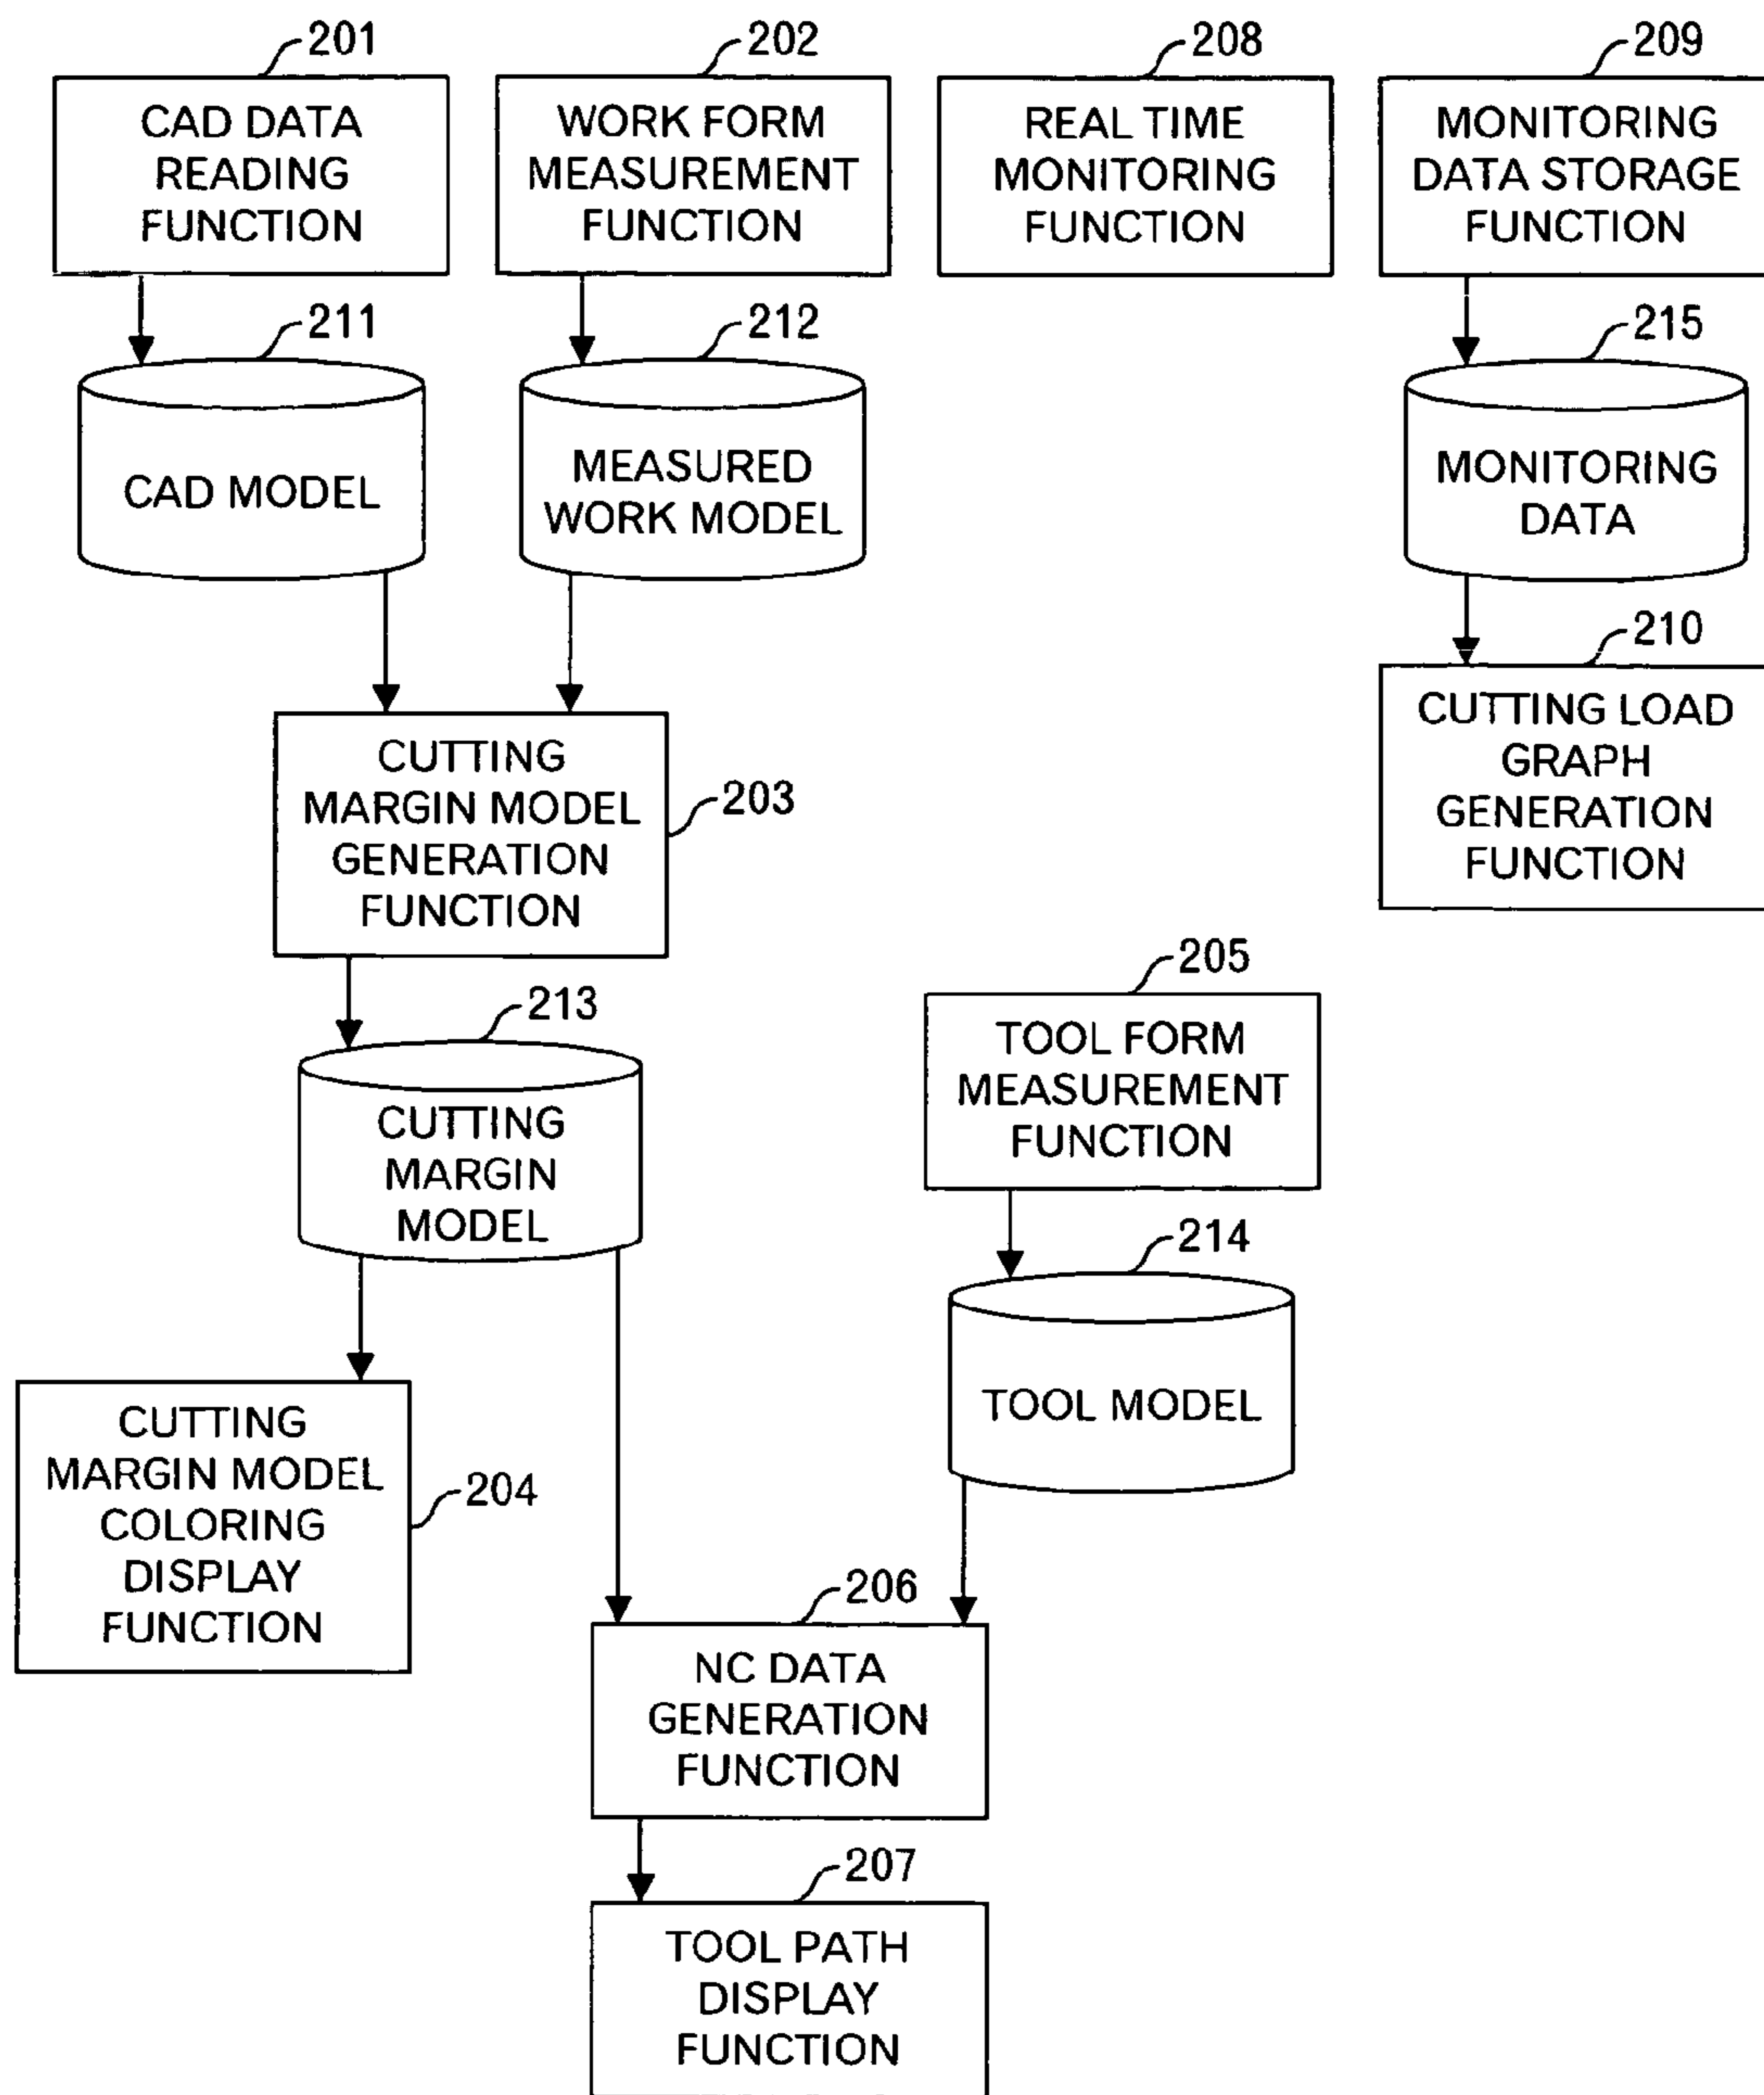 201
CAD DATA
READING
FUNCTION
202
WORK FORM
MEASUREMENT
FUNCTION
208
REAL TIME
MONITORING
FUNCTION
209
MONITORING
DATA STORAGE
FUNCTION
211
CAD MODEL
212
MEASURED
WORK MODEL
215
MONITORING
DATA
203
CUTTING
MARGIN MODEL
GENERATION
FUNCTION
210
CUTTING LOAD
GRAPH
GENERATION
FUNCTION
213
CUTTING
MARGIN
MODEL
205
TOOL FORM
MEASUREMENT
FUNCTION
214
TOOL MODEL
204
CUTTING
MARGIN MODEL
COLORING
DISPLAY
FUNCTION
206
NC DATA
GENERATION
FUNCTION
207
TOOL PATH
DISPLAY
FUNCTION